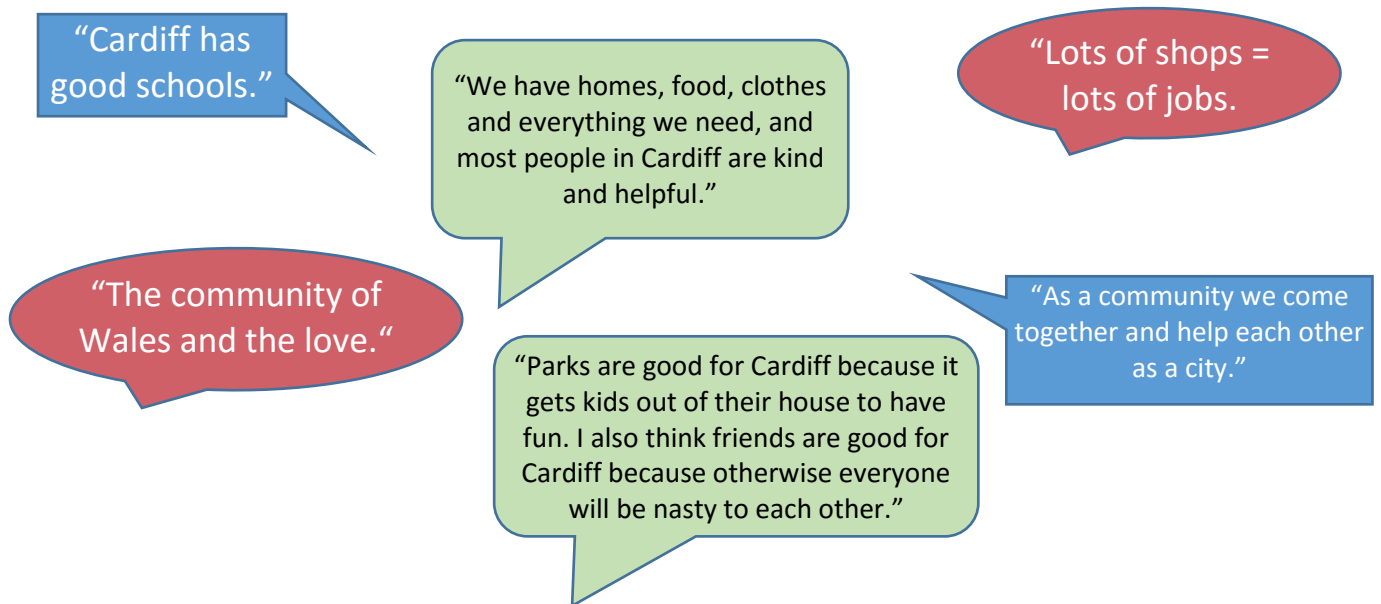 “Cardiff has
good schools.”
“We have homes, food, clothes
and everything we need, and
most people in Cardiff are kind
and helpful.”
“Lots of shops =
lots of jobs.
“The community of
Wales and the love.“
“As a community we come
together and help each other
as a city.”
“Parks are good for Cardiff because it
gets kids out of their house to have
fun. I also think friends are good for
Cardiff because otherwise everyone
will be nasty to each other.”